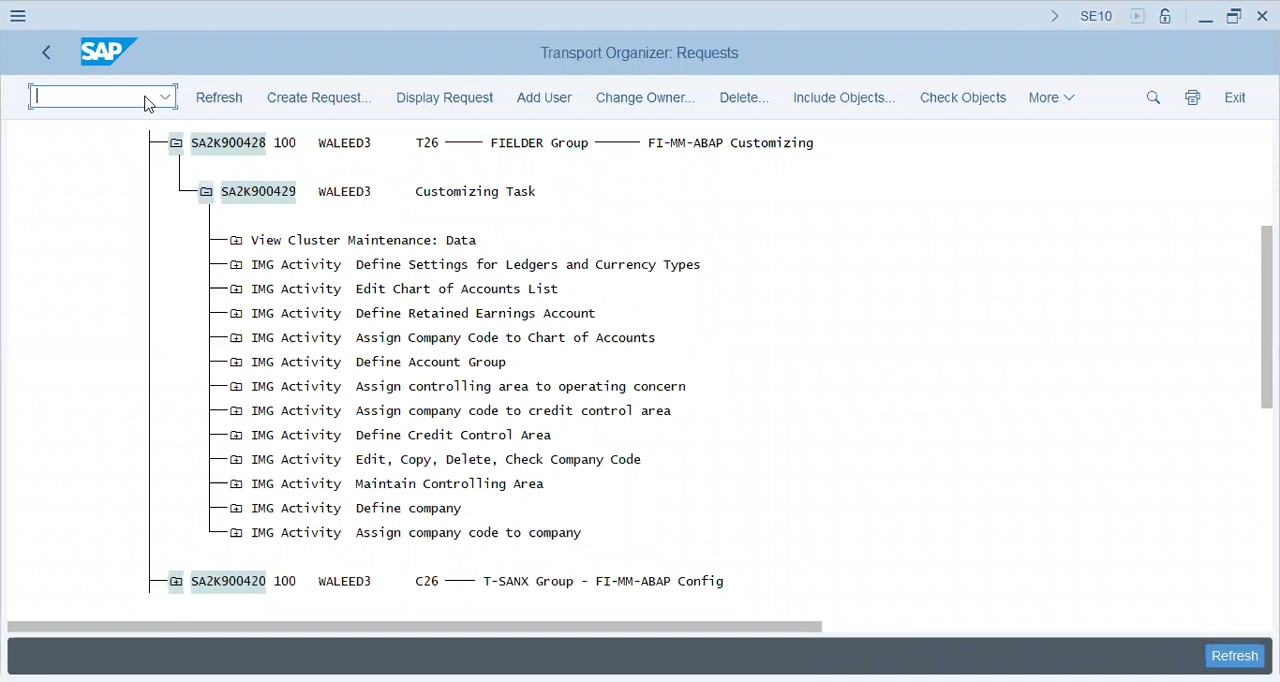 SE10
SAP Transport Organizer: Requests
Refresh Create Request... Display Request Add User Change Owner... Delete... Include Objects... Check Objects More Exit
SA2K900428 100 WALEED3 T26 —— FIELDER Group —— FI-MM-ABAP Customizing
SA2K900429 WALEED3 Customizing Task
View Cluster Maintenance: Data
IMG Activity Define Settings for Ledgers and Currency Types
IMG Activity Edit Chart of Accounts List
IMG Activity Define Retained Earnings Account
IMG Activity Assign Company Code to Chart of Accounts
IMG Activity Define Account Group
IMG Activity Assign controlling area to operating concern
IMG Activity Assign company code to credit control area
IMG Activity Define Credit Control Area
IMG Activity Edit, Copy, Delete, Check Company Code
IMG Activity Maintain Controlling Area
IMG Activity Define company
IMG Activity Assign company code to company
SA2K900420 100 WALEED3 C26 —— T-SANX Group - FI-MM-ABAP Config
Refresh